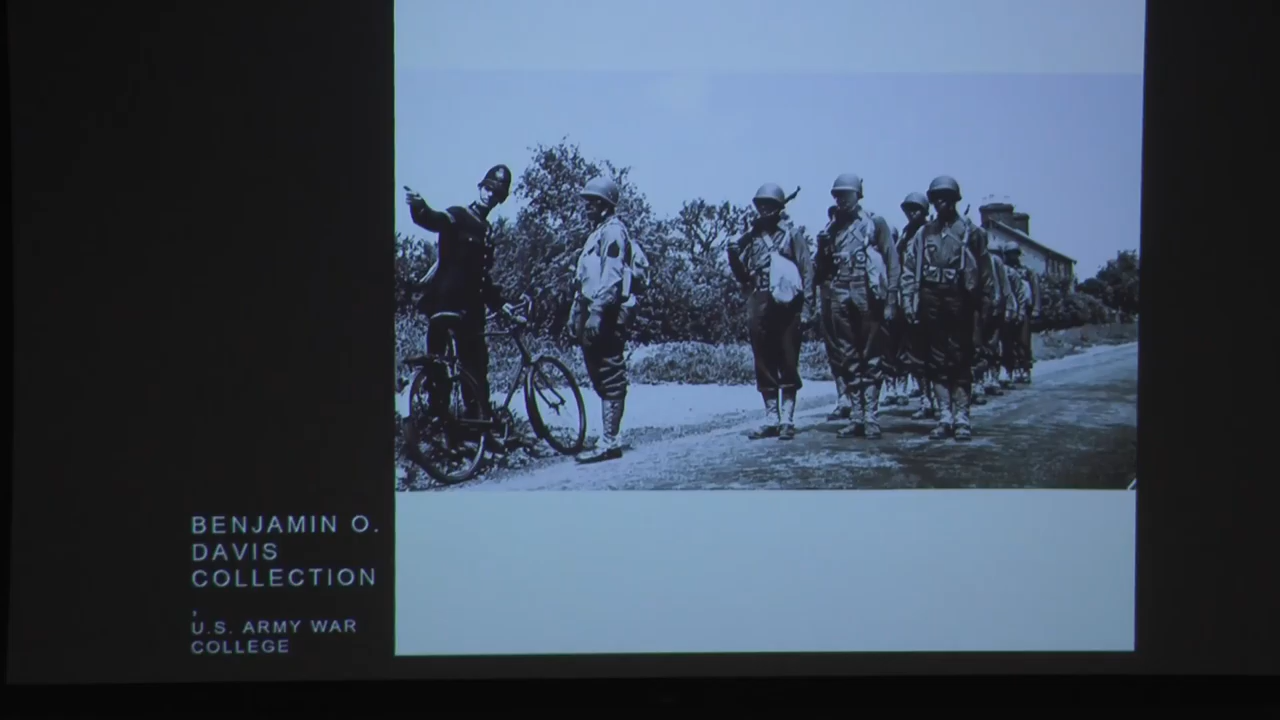 BENJAMIN O.
DAVIS
COLLECTION
,
U.S. ARMY WAR
COLLEGE